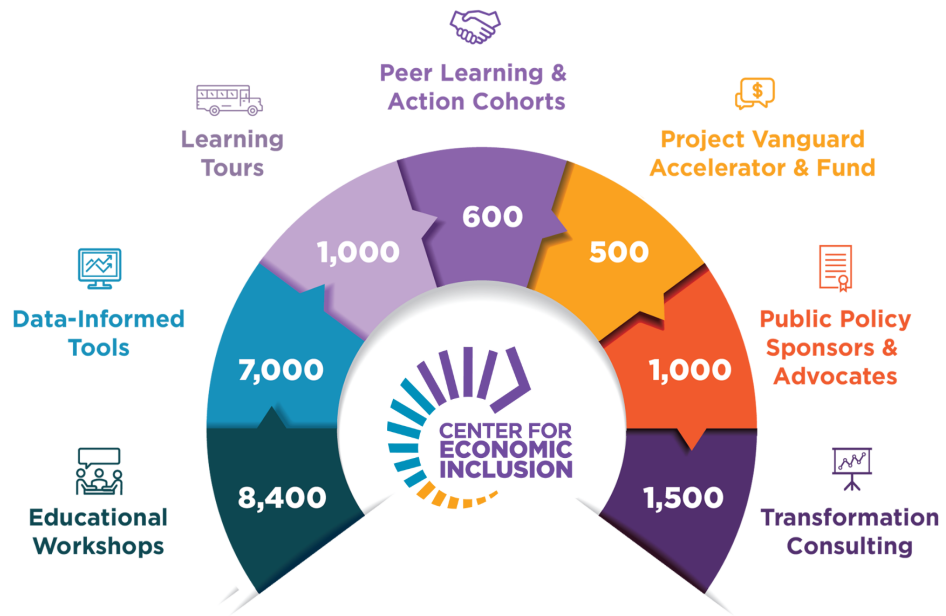 Peer Learning &
Action Cohorts
Learning
Tours
$
Project Vanguard
Accelerator & Fund
600
1,000
500
Data-Informed
Tools
7,000
Public Policy
Sponsors &
Advocates
1,000
CENTER FOR
ECONOMIC
INCLUSION
Educational
Workshops
8,400
1,500
Transformation
Consulting